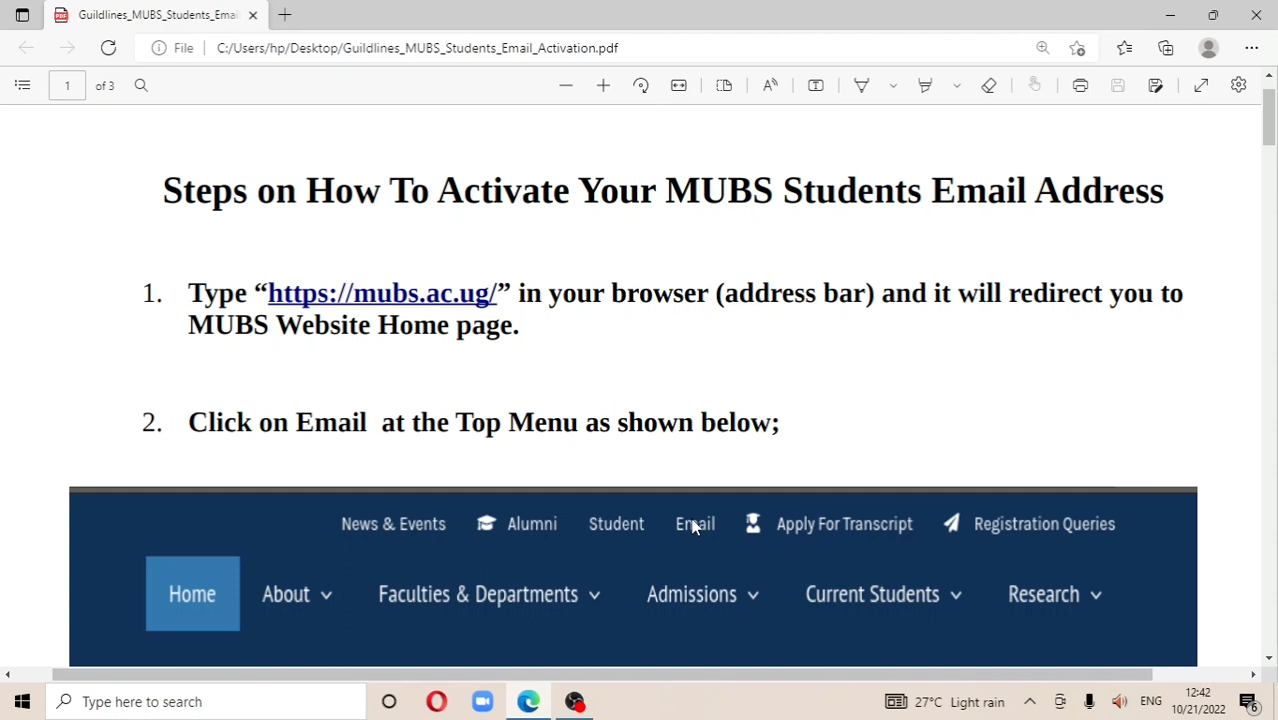 Guildlines_MUBS_Students_Emai
File C:/Users/hp/Desktop/Guildlines_MUBS_Students_Email_Activation.pdf
1 of 3
Steps on How To Activate Your MUBS Students Email Address
1. Type “https://mubs.ac.ug/” in your browser (address bar) and it will redirect you to
MUBS Website Home page.
2. Click on Email at the Top Menu as shown below;
News & Events Alumni Student Email Apply For Transcript Registration Queries
Home About Faculties & Departments Admissions Current Students Research
Type here to search
27°C Light rain
ENG
12:42
10/21/2022
6